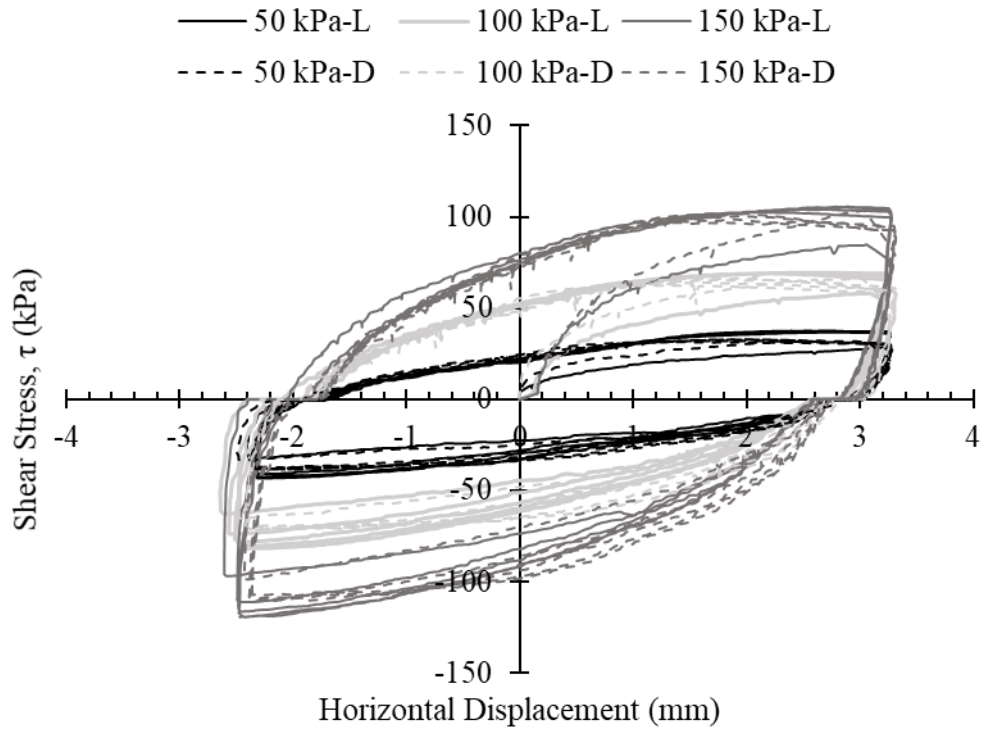 50 kPa-L 100 kPa-L 150 kPa-L
50 kPa-D 100 kPa-D 150 kPa-D
150
100
50
0
-50
-100
-150
-4 -3 -2 -1 0 1 2 3 4
Shear Stress, τ (kPa)
Horizontal Displacement (mm)